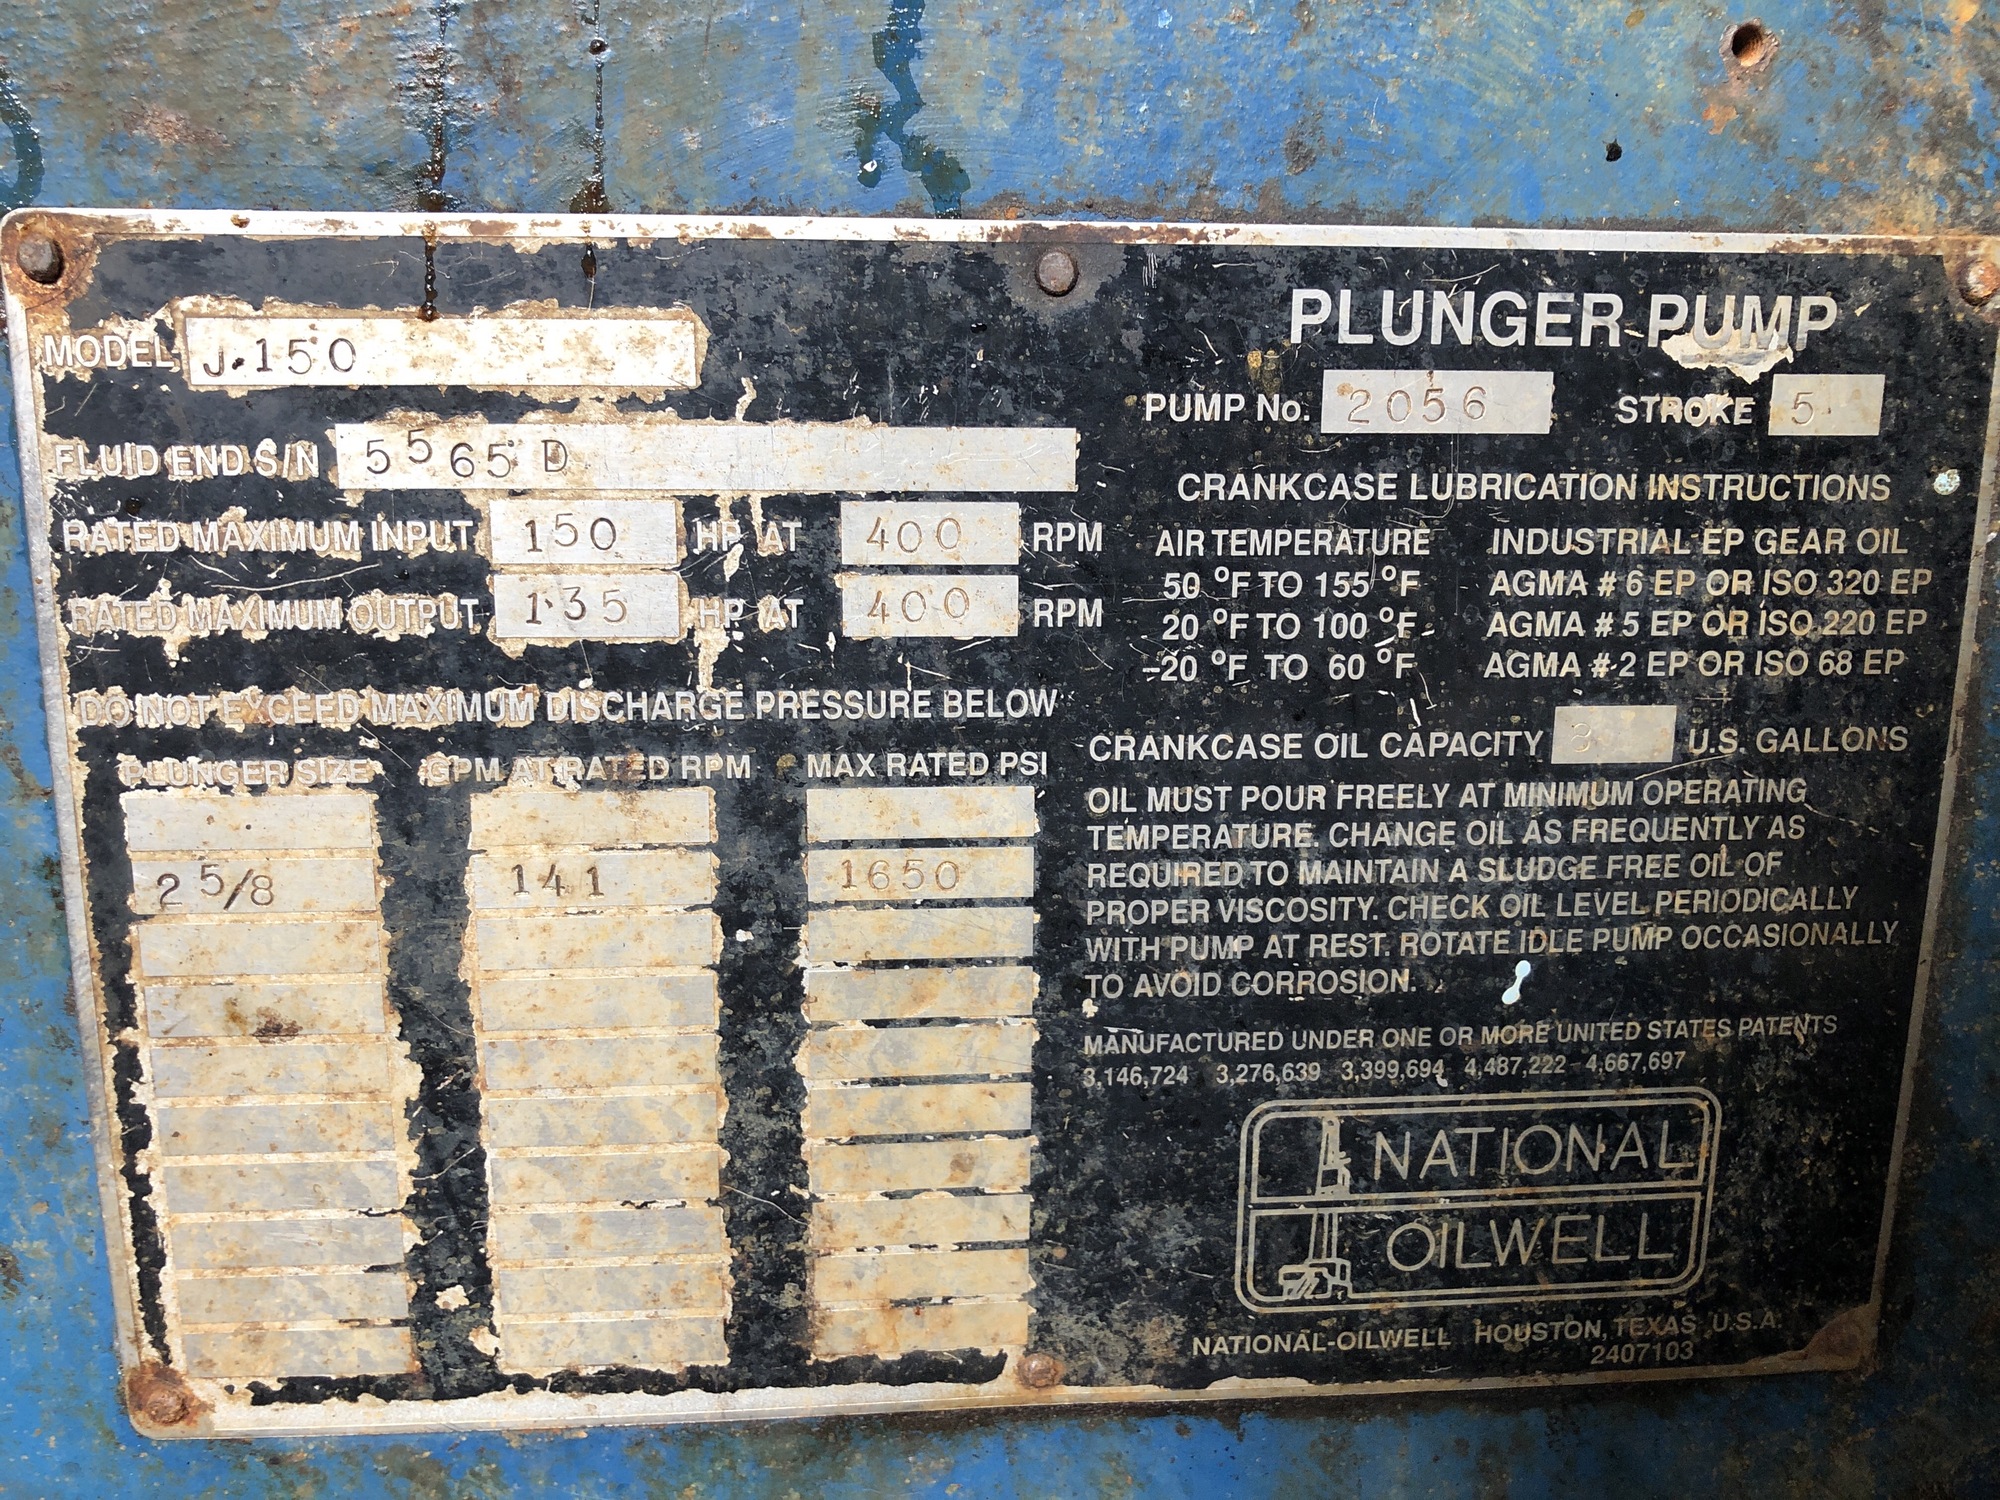 MODEL J-150
FLUID END S/N 5565 D
RATED MAXIMUM INPUT 150 HP AT 400 RPM
RATED MAXIMUM OUTPUT 135 HP AT 400 RPM
DO NOT EXCEED MAXIMUM DISCHARGE PRESSURE BELOW
PLUNGER SIZE GPM AT RATED RPM MAX RATED PSI
2 5/8 141 1650
PLUNGER PUMP
PUMP No. 2056 STROKE 5
CRANKCASE LUBRICATION INSTRUCTIONS
AIR TEMPERATURE INDUSTRIAL EP GEAR OIL
50 °F TO 155 °F AGMA # 6 EP OR ISO 320 EP
20 °F TO 100 °F AGMA # 5 EP OR ISO 220 EP
-20 °F TO 60 °F AGMA # 2 EP OR ISO 68 EP
CRANKCASE OIL CAPACITY U.S. GALLONS
OIL MUST POUR FREELY AT MINIMUM OPERATING
TEMPERATURE. CHANGE OIL AS FREQUENTLY AS
REQUIRED TO MAINTAIN A SLUDGE FREE OIL OF
PROPER VISCOSITY. CHECK OIL LEVEL PERIODICALLY
WITH PUMP AT REST. ROTATE IDLE PUMP OCCASIONALLY
TO AVOID CORROSION.
MANUFACTURED UNDER ONE OR MORE UNITED STATES PATENTS
3,146,724 3,276,639 3,399,694 4,487,222 4,667,697
NATIONAL
OILWELL
NATIONAL-OILWELL HOUSTON, TEXAS U.S.A.
2407103